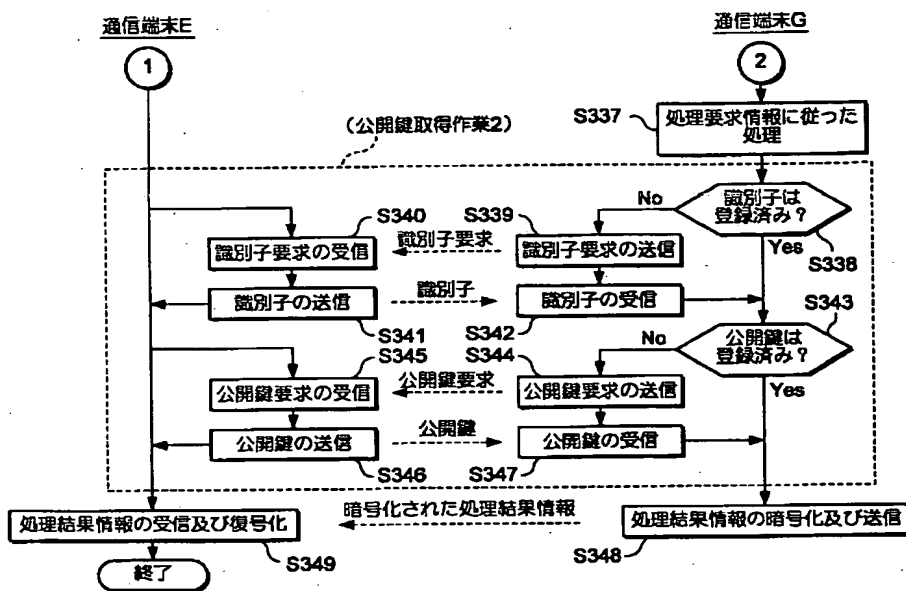 通信端末E
通信端末G
1
2
S337
処理要求情報に従った
処理
(公開鍵取得作業2)
No
識別子は
登録済み?
S338
Yes
S340
S339
識別子要求の受信
識別子要求
識別子要求の送信
識別子の送信
識別子
識別子の受信
S341
S342
S343
公開鍵は
登録済み?
No
Yes
S345
S344
公開鍵要求の受信
公開鍵要求
公開鍵要求の送信
公開鍵の送信
公開鍵
公開鍵の受信
S346
S347
暗号化された処理結果情報
処理結果情報の受信及び復号化
処理結果情報の暗号化及び送信
S349
S348
終了